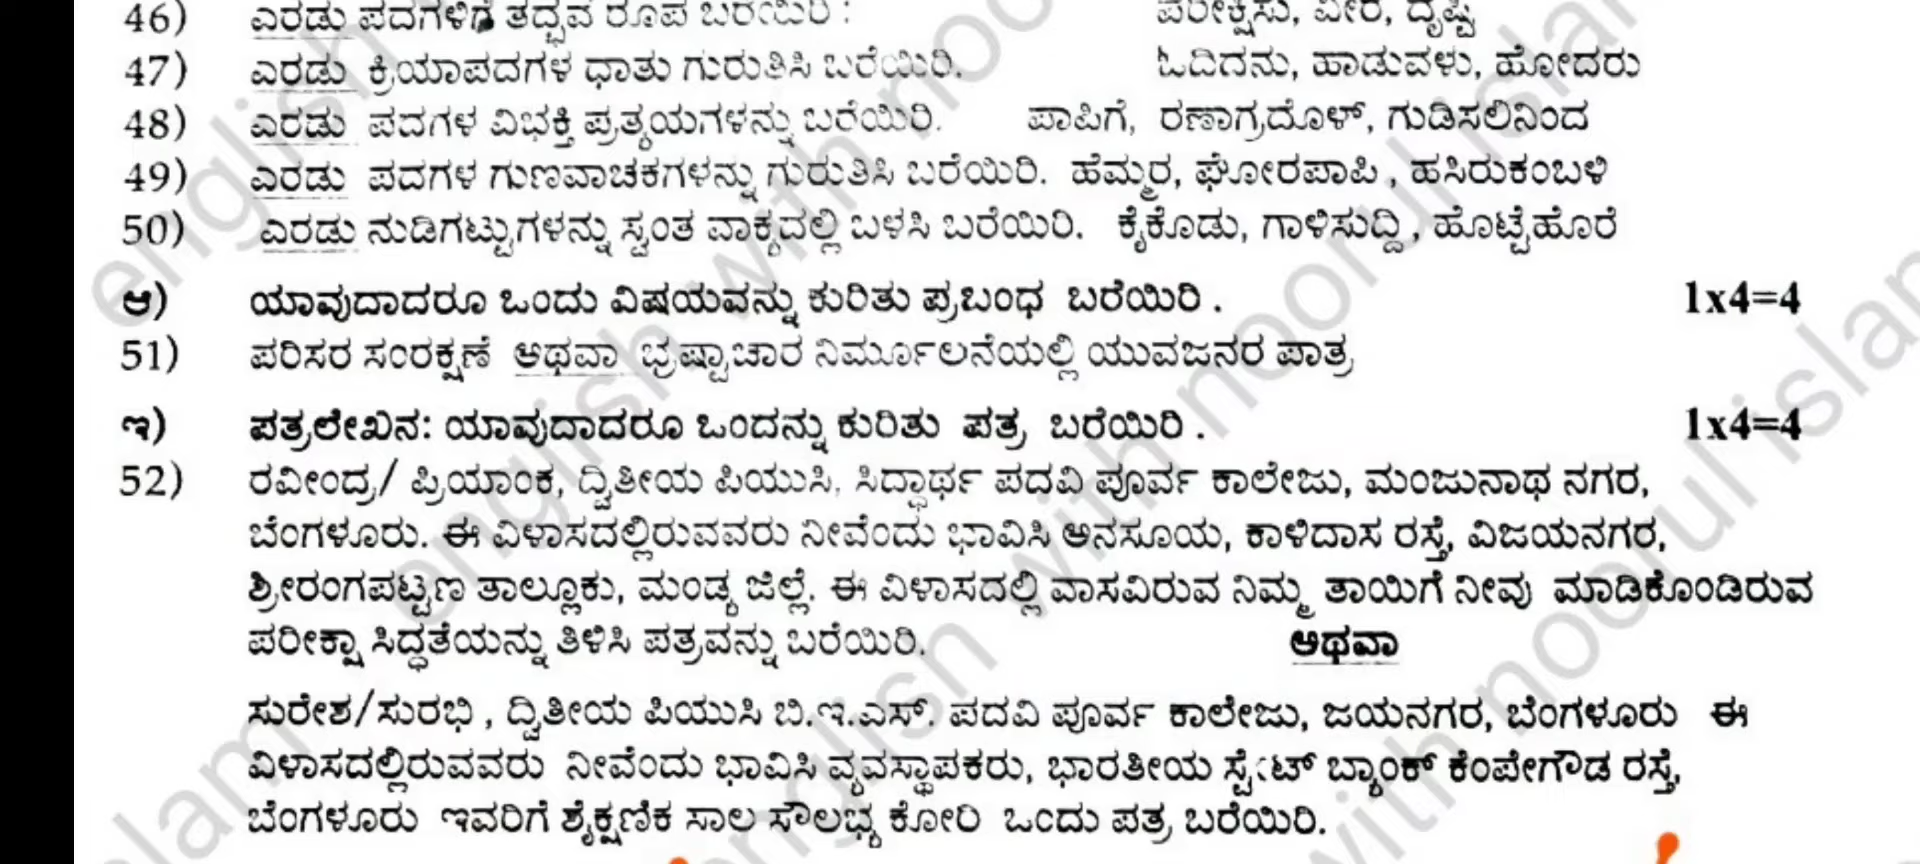 46) ಎರಡು ಪದಗಳಿಗೆ ತದ್ಭವ ರೂಪ ಬರೆಯಿರಿ : ಪರೀಕ್ಷಿಸು, ವೀರ, ದೃಷ್ಟಿ
47) ಎರಡು ಕ್ರಿಯಾಪದಗಳ ಧಾತು ಗುರುತಿಸಿ ಬರೆಯಿರಿ. ಓದಿದನು, ಹಾಡುವಳು, ಹೋದರು
48) ಎರಡು ಪದಗಳ ವಿಭಕ್ತಿ ಪ್ರತ್ಯಯಗಳನ್ನು ಬರೆಯಿರಿ. ಪಾಪಿಗೆ, ರಣಾಗ್ರದೊಳ್, ಗುಡಿಸಲಿನಿಂದ
49) ಎರಡು ಪದಗಳ ಗುಣವಾಚಕಗಳನ್ನು ಗುರುತಿಸಿ ಬರೆಯಿರಿ. ಹೆಮ್ಮರ, ಘೋರಪಾಪಿ, ಹಸಿರುಕಂಬಳಿ
50) ಎರಡು ನುಡಿಗಟ್ಟುಗಳನ್ನು ಸ್ವಂತ ವಾಕ್ಯದಲ್ಲಿ ಬಳಸಿ ಬರೆಯಿರಿ. ಕೈಕೊಡು, ಗಾಳಿಸುದ್ದಿ, ಹೊಟ್ಟೆಹೊರೆ
ಆ) ಯಾವುದಾದರೂ ಒಂದು ವಿಷಯವನ್ನು ಕುರಿತು ಪ್ರಬಂಧ ಬರೆಯಿರಿ . 1x4=4
51) ಪರಿಸರ ಸಂರಕ್ಷಣೆ ಅಥವಾ ಭ್ರಷ್ಟಾಚಾರ ನಿರ್ಮೂಲನೆಯಲ್ಲಿ ಯುವಜನರ ಪಾತ್ರ
ಇ) ಪತ್ರಲೇಖನ: ಯಾವುದಾದರೂ ಒಂದನ್ನು ಕುರಿತು ಪತ್ರ ಬರೆಯಿರಿ . 1x4=4
52) ರವೀಂದ್ರ/ ಪ್ರಿಯಾಂಕ, ದ್ವಿತೀಯ ಪಿಯುಸಿ, ಸಿದ್ಧಾರ್ಥ ಪದವಿ ಪೂರ್ವ ಕಾಲೇಜು, ಮಂಜುನಾಥ ನಗರ,
ಬೆಂಗಳೂರು. ಈ ವಿಳಾಸದಲ್ಲಿರುವವರು ನೀವೆಂದು ಭಾವಿಸಿ ಅನಸೂಯ, ಕಾಳಿದಾಸ ರಸ್ತೆ, ವಿಜಯನಗರ,
ಶ್ರೀರಂಗಪಟ್ಟಣ ತಾಲ್ಲೂಕು, ಮಂಡ್ಯ ಜಿಲ್ಲೆ. ಈ ವಿಳಾಸದಲ್ಲಿ ವಾಸವಿರುವ ನಿಮ್ಮ ತಾಯಿಗೆ ನೀವು ಮಾಡಿಕೊಂಡಿರುವ
ಪರೀಕ್ಷಾ ಸಿದ್ಧತೆಯನ್ನು ತಿಳಿಸಿ ಪತ್ರವನ್ನು ಬರೆಯಿರಿ. ಅಥವಾ
ಸುರೇಶ/ಸುರಭಿ , ದ್ವಿತೀಯ ಪಿಯುಸಿ ಬಿ.ಇ.ಎಸ್. ಪದವಿ ಪೂರ್ವ ಕಾಲೇಜು, ಜಯನಗರ, ಬೆಂಗಳೂರು ಈ
ವಿಳಾಸದಲ್ಲಿರುವವರು ನೀವೆಂದು ಭಾವಿಸಿ ವ್ಯವಸ್ಥಾಪಕರು, ಭಾರತೀಯ ಸ್ಟೇಟ್ ಬ್ಯಾಂಕ್ ಕೆಂಪೇಗೌಡ ರಸ್ತೆ,
ಬೆಂಗಳೂರು ಇವರಿಗೆ ಶೈಕ್ಷಣಿಕ ಸಾಲ ಸೌಲಭ್ಯ ಕೋರಿ ಒಂದು ಪತ್ರ ಬರೆಯಿರಿ.
english with noorul islam